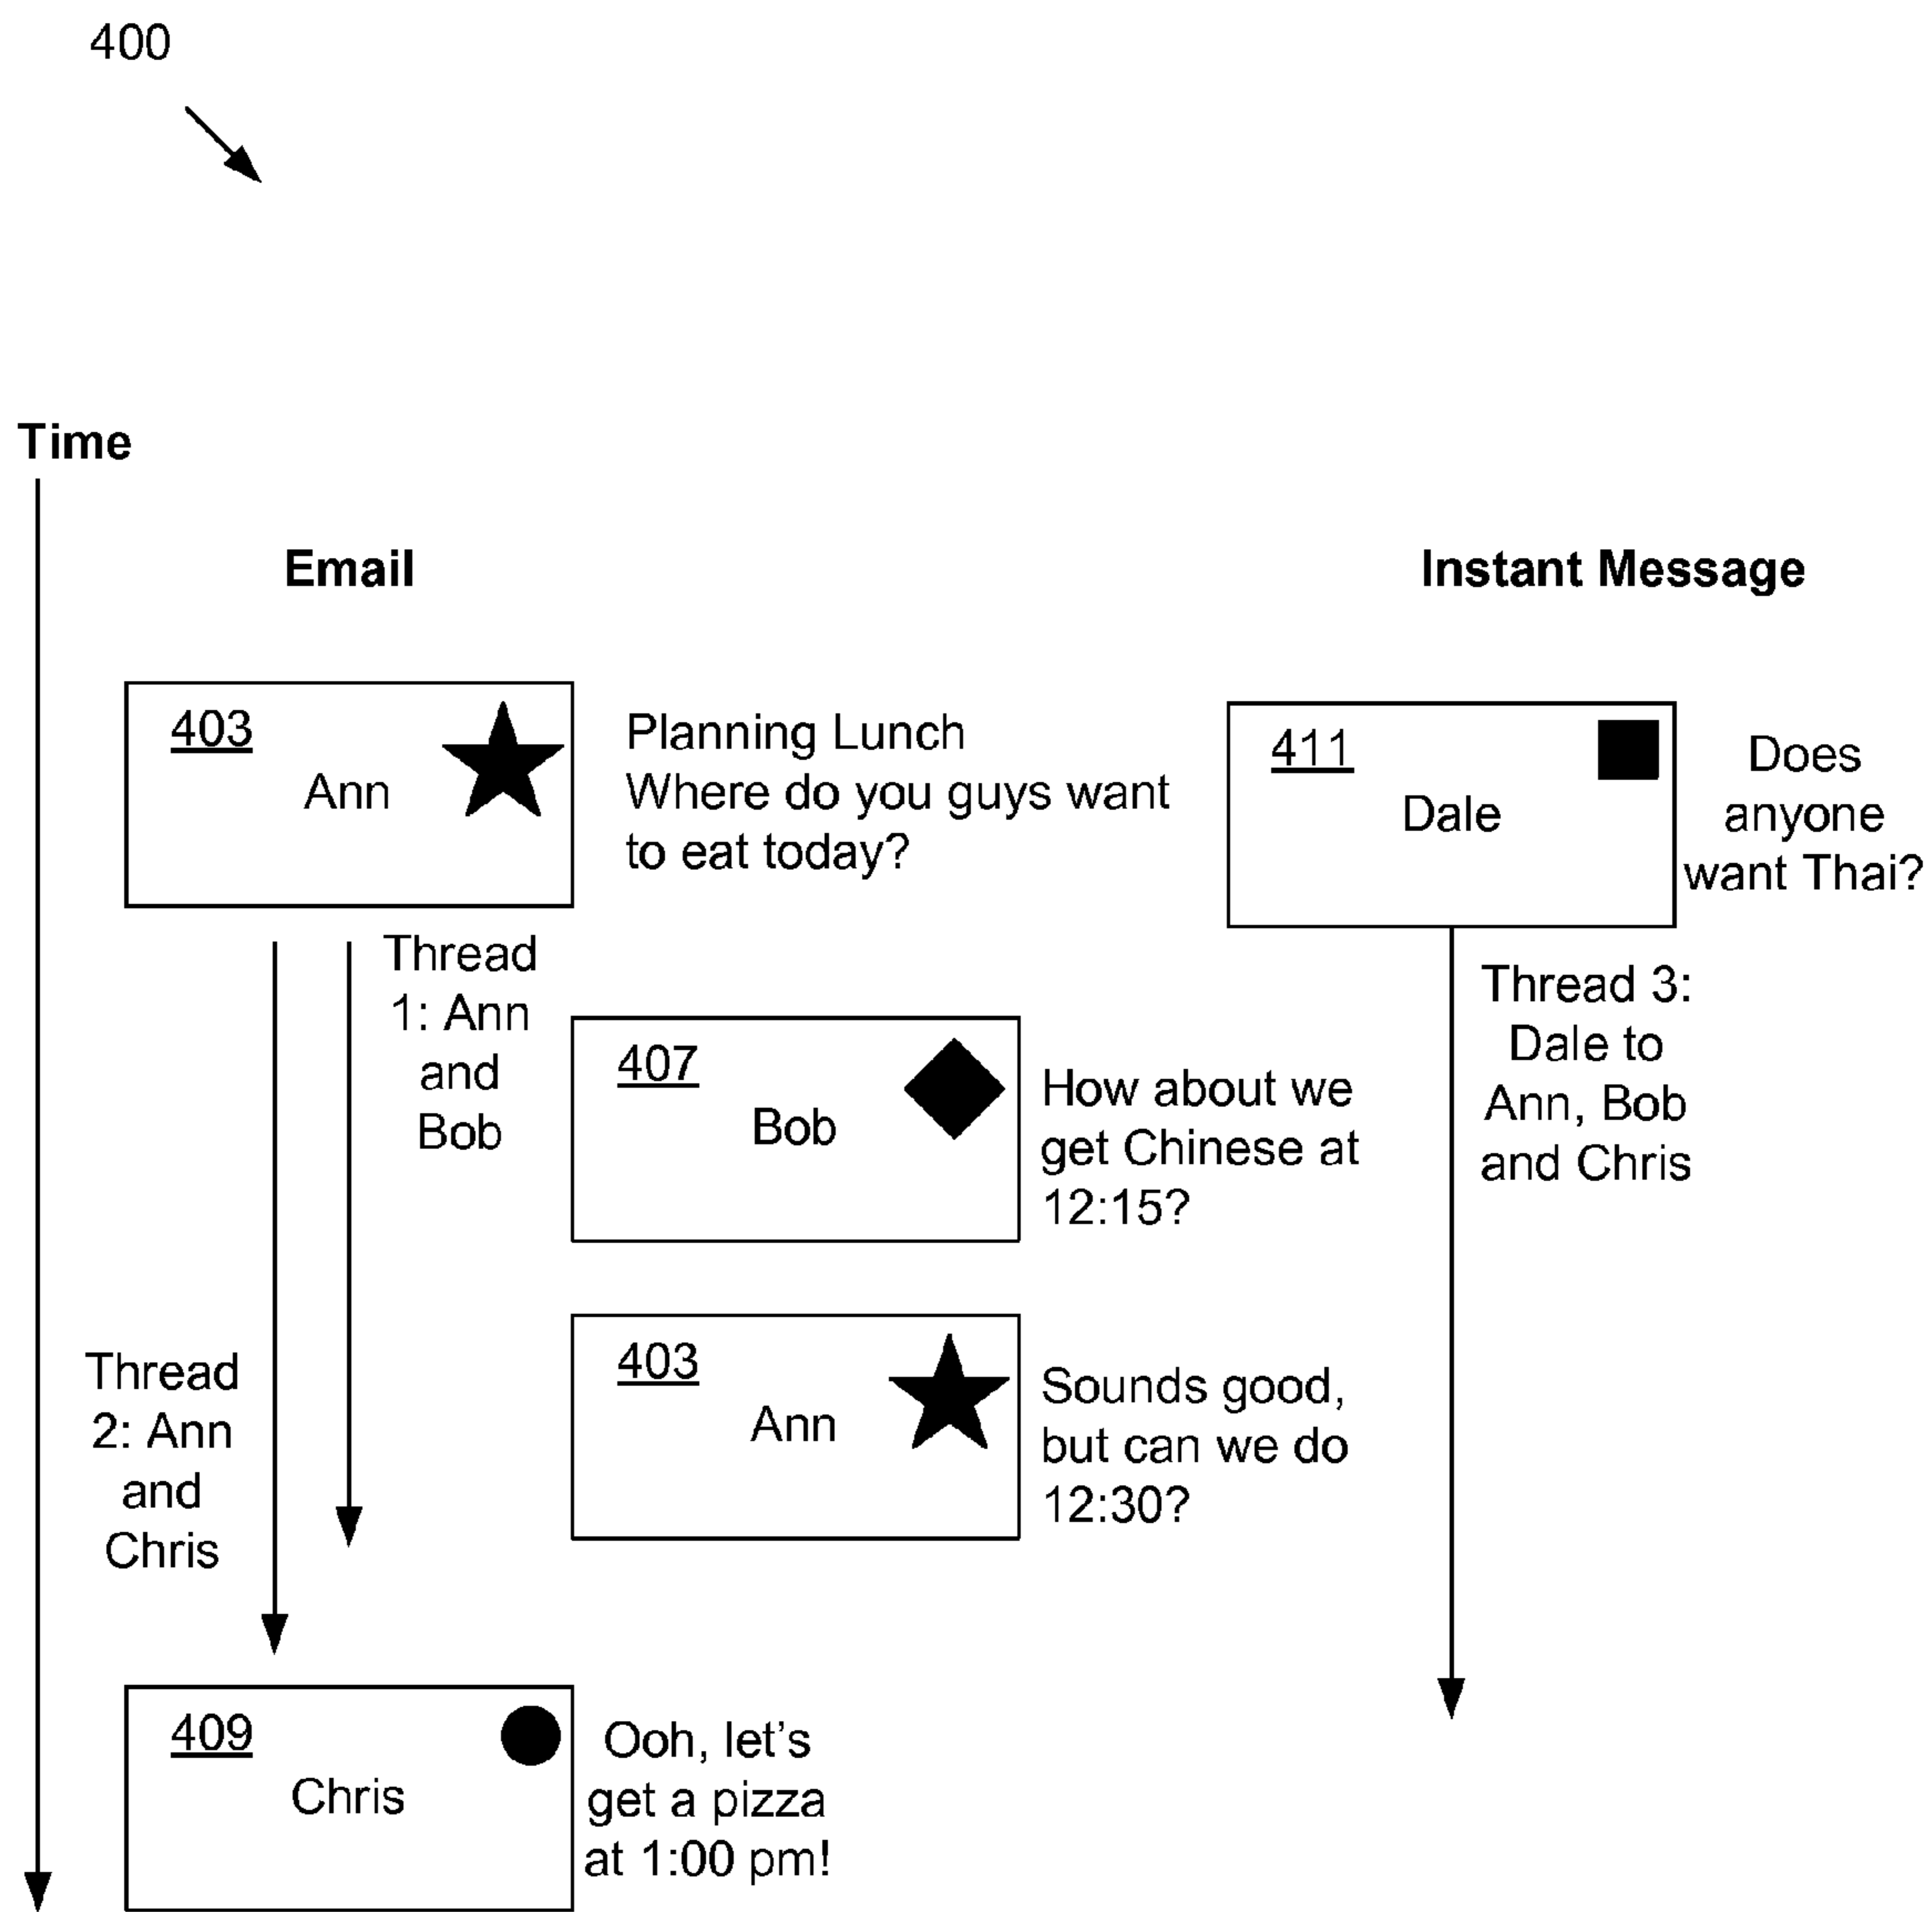 400
Time
Email
Instant Message
403
Ann
Planning Lunch
Where do you guys want
to eat today?
411
Dale
Does
anyone
want Thai?
Thread
1: Ann
and
Bob
Thread 3:
Dale to
Ann, Bob
and Chris
407
Bob
How about we
get Chinese at
12:15?
403
Ann
Sounds good,
but can we do
12:30?
Thread
2: Ann
and
Chris
409
Chris
Ooh, let's
get a pizza
at 1:00 pm!